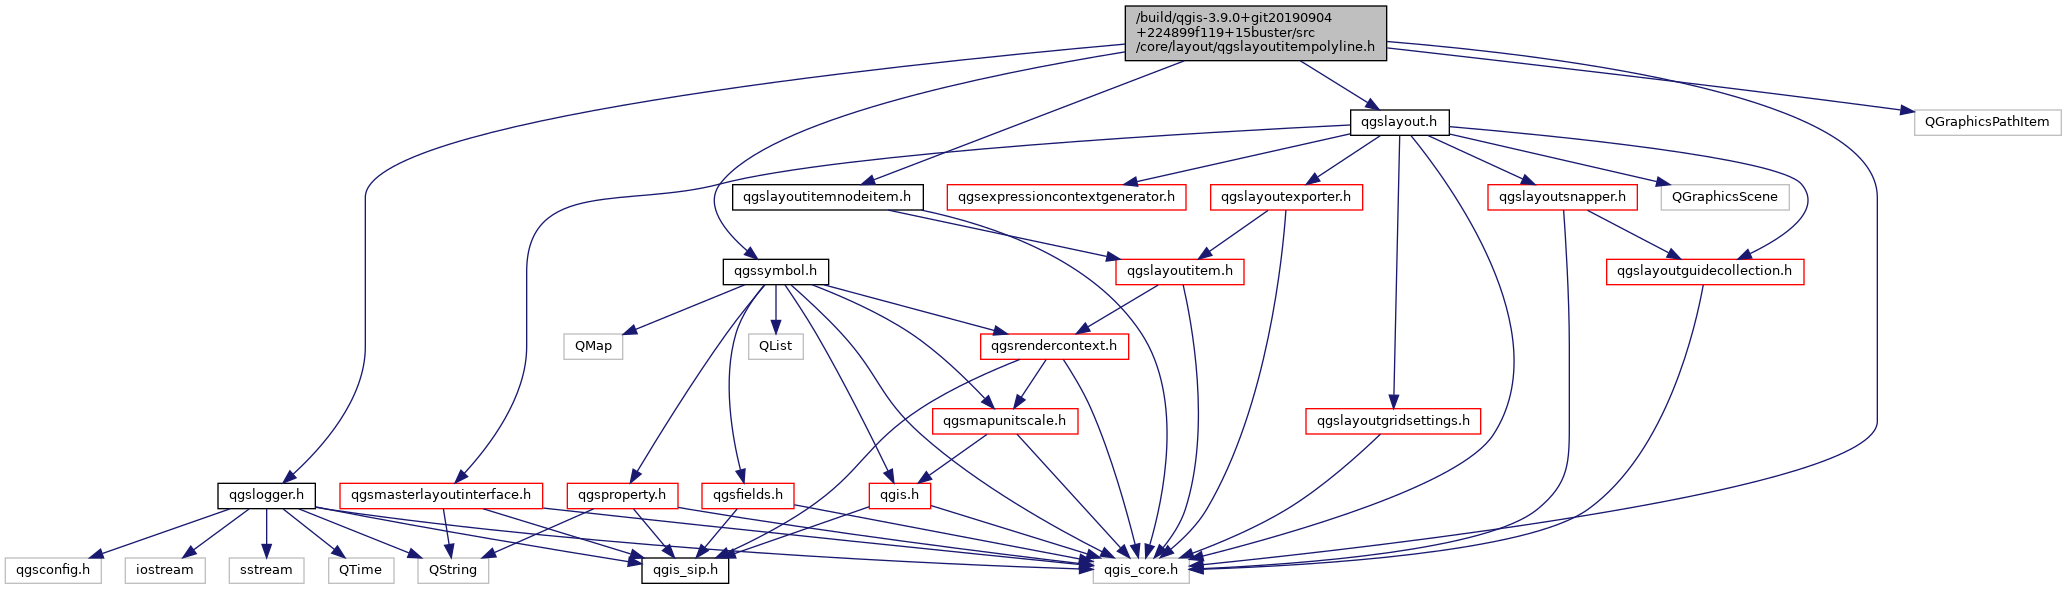 /build/qgis-3.9.0+git20190904
+224899f119+15buster/src
/core/layout/qgslayoutitempolyline.h
qgslayout.h
QGraphicsPathItem
qgslayoutitemnodeitem.h
qgsexpressioncontextgenerator.h
qgslayoutexporter.h
qgslayoutsnapper.h
QGraphicsScene
qgssymbol.h
qgslayoutitem.h
qgslayoutguidecollection.h
QMap
QList
qgsrendercontext.h
qgsmapunitscale.h
qgslayoutgridsettings.h
qgslogger.h
qgsmasterlayoutinterface.h
qgsproperty.h
qgsfields.h
qgis.h
qgsconfig.h
iostream
sstream
QTime
QString
qgis_sip.h
qgis_core.h